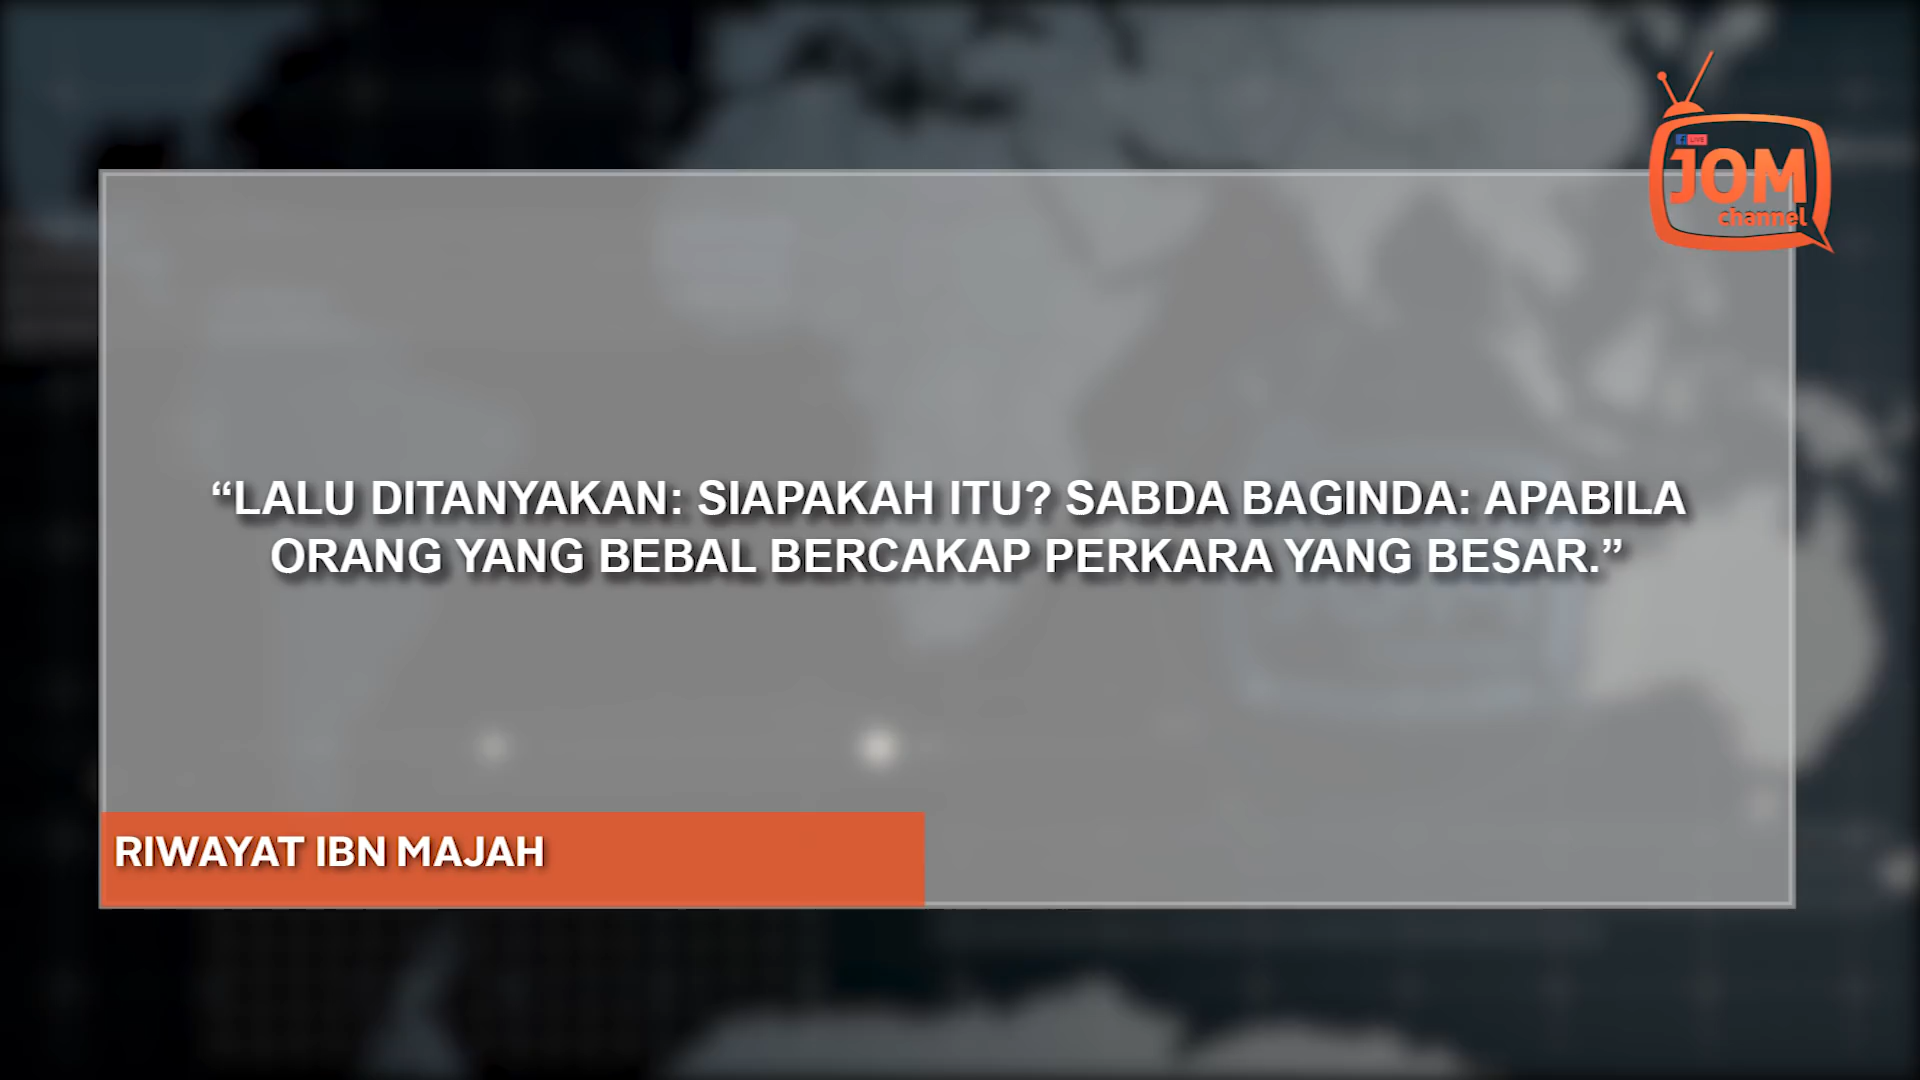 LIVE
JOM
channel
“LALU DITANYAKAN: SIAPAKAH ITU? SABDA BAGINDA: APABILA
ORANG YANG BEBAL BERCAKAP PERKARA YANG BESAR.”
RIWAYAT IBN MAJAH